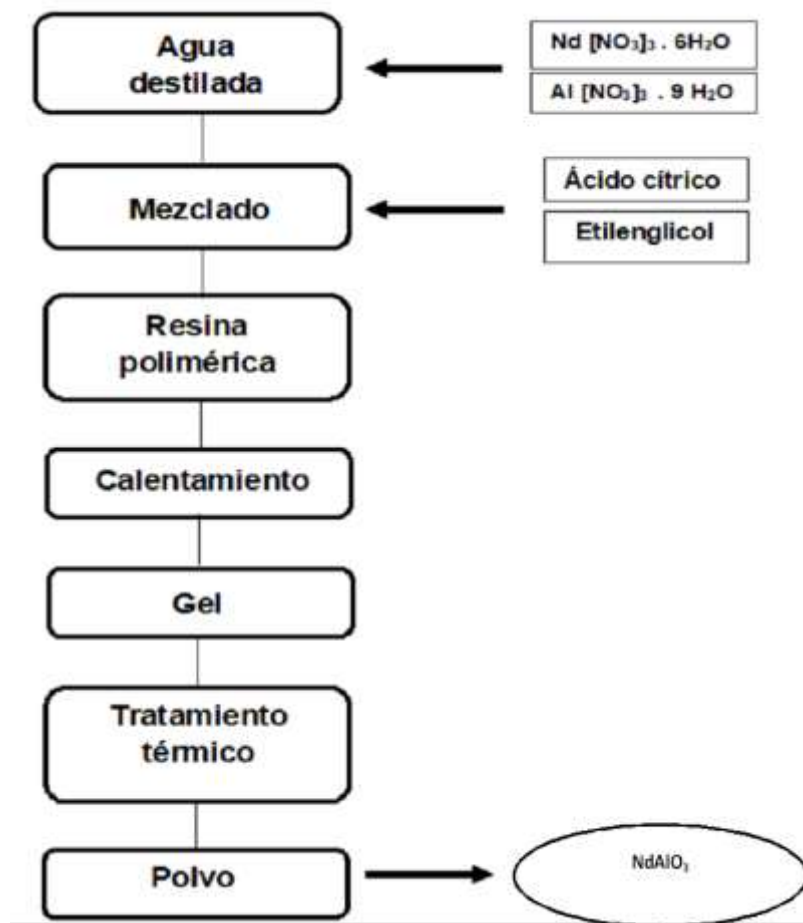 Agua
destilada
Nd [NO₃]₃ . 6H₂O
Al [NO₃]₃ . 9 H₂O
Mezclado
Ácido cítrico
Etilenglicol
Resina
polimérica
Calentamiento
Gel
Tratamiento
térmico
Polvo
NdAlO₃